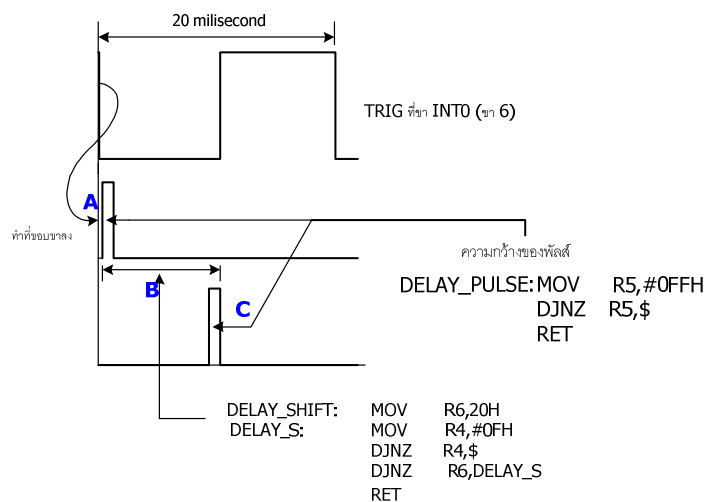 20 milisecond
TRIG ที่ขา INT0 (ขา 6)
A
ทำที่ขอบขาลง
ความกว้างของพัลส์
DELAY_PULSE: MOV R5,#0FFH
DJNZ R5,$
RET
B
C
DELAY_SHIFT: MOV R6,20H
DELAY_S: MOV R4,#0FH
DJNZ R4,$
DJNZ R6,DELAY_S
RET